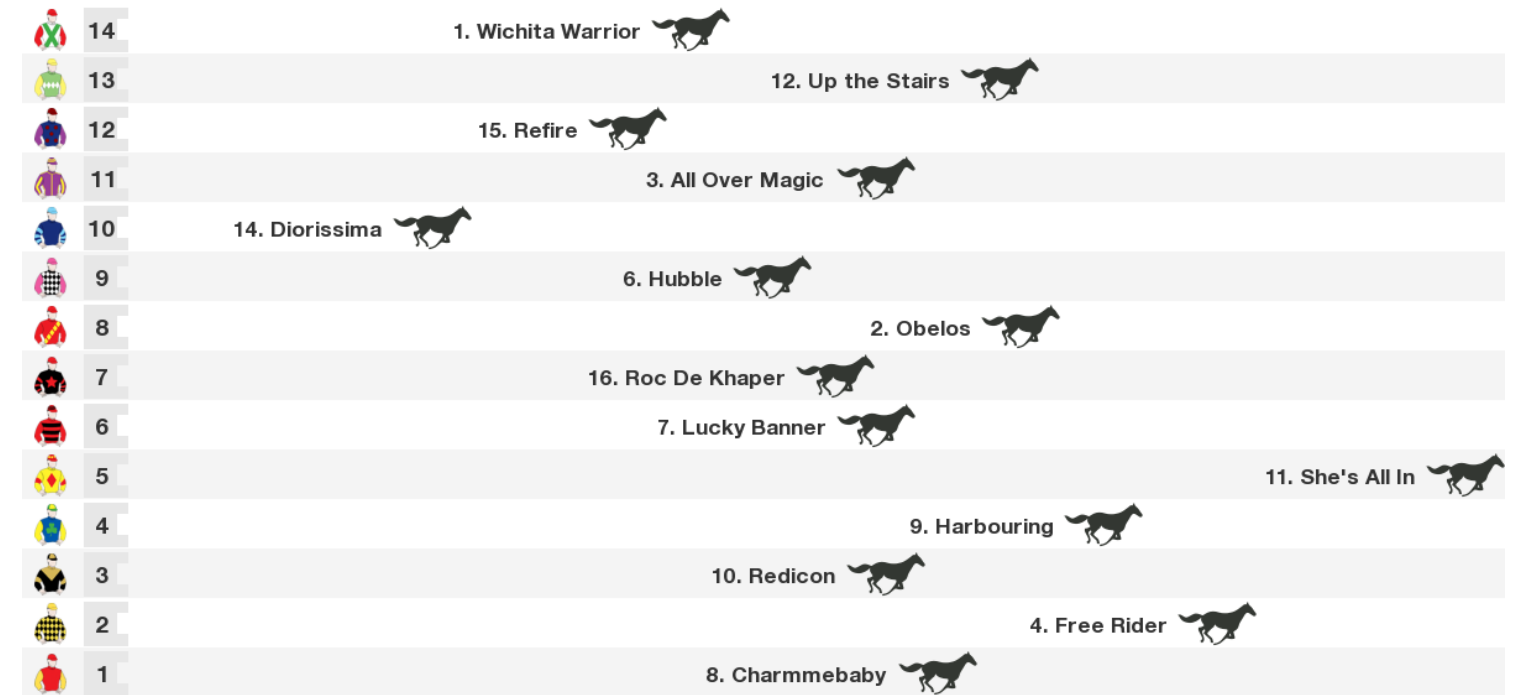 14 1. Wichita Warrior
13 12. Up the Stairs
12 15. Refire
11 3. All Over Magic
10 14. Diorissima
9 6. Hubble
8 2. Obelos
7 16. Roc De Khaper
6 7. Lucky Banner
5 11. She's All In
4 9. Harbouring
3 10. Redicon
2 4. Free Rider
1 8. Charmmebaby